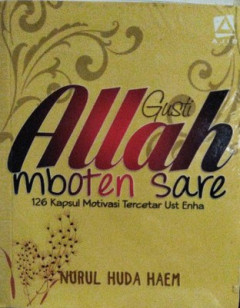 Gusti
Allah
mboten sare
126 Kapsul Motivasi Tercetar Ust Enha
NURUL HUDA HAEM